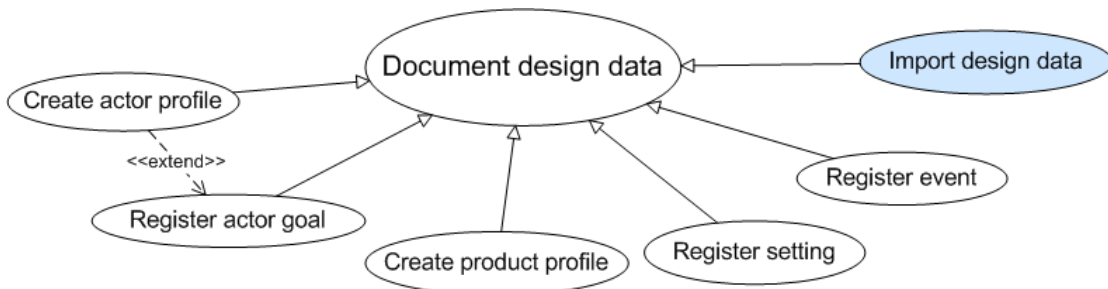 Document design data
Import design data
Create actor profile
<<extend>>
Register actor goal
Create product profile
Register setting
Register event